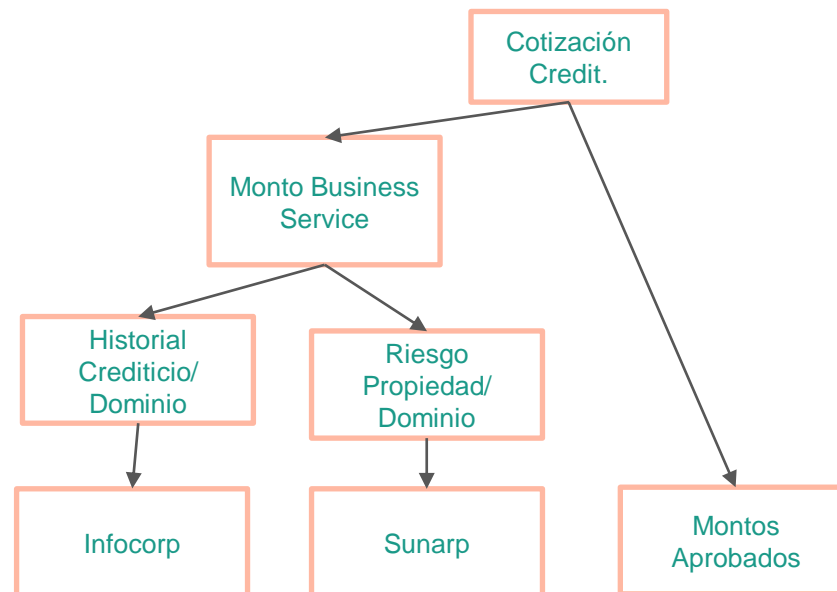 Cotización
Credit.
Monto Business
Service
Historial
Crediticio/
Dominio
Riesgo
Propiedad/
Dominio
Infocorp
Sunarp
Montos
Aprobados